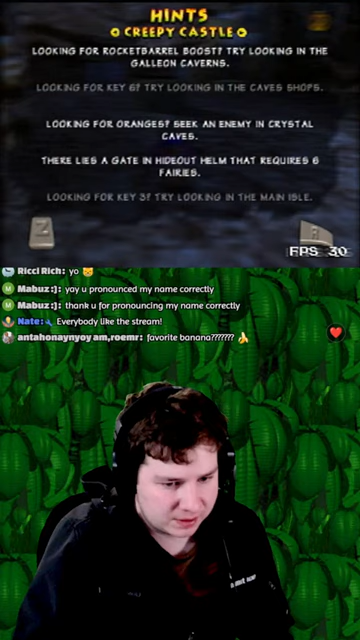 HINTS
CREEPY CASTLE
LOOKING FOR ROCKETBARREL BOOST? TRY LOOKING IN THE
GALLEON CAVERNS.
LOOKING FOR KEY 6? TRY LOOKING IN THE CAVES SHOPS.
LOOKING FOR ORANGES? SEEK AN ENEMY IN CRYSTAL
CAVES.
THERE LIES A GATE IN HIDEOUT HELM THAT REQUIRES 6
FAIRIES.
LOOKING FOR KEY 3? TRY LOOKING IN THE MAIN ISLE.
Z
R
FPS 30
Ricci Rich: yo 😺
M Mabuz :]: yay u pronounced my name correctly
M Mabuz :]: thank u for pronouncing my name correctly
Nate: 🔧 Everybody like the stream!
antahonaynyoy am,roemr: favorite banana??????? 🍌